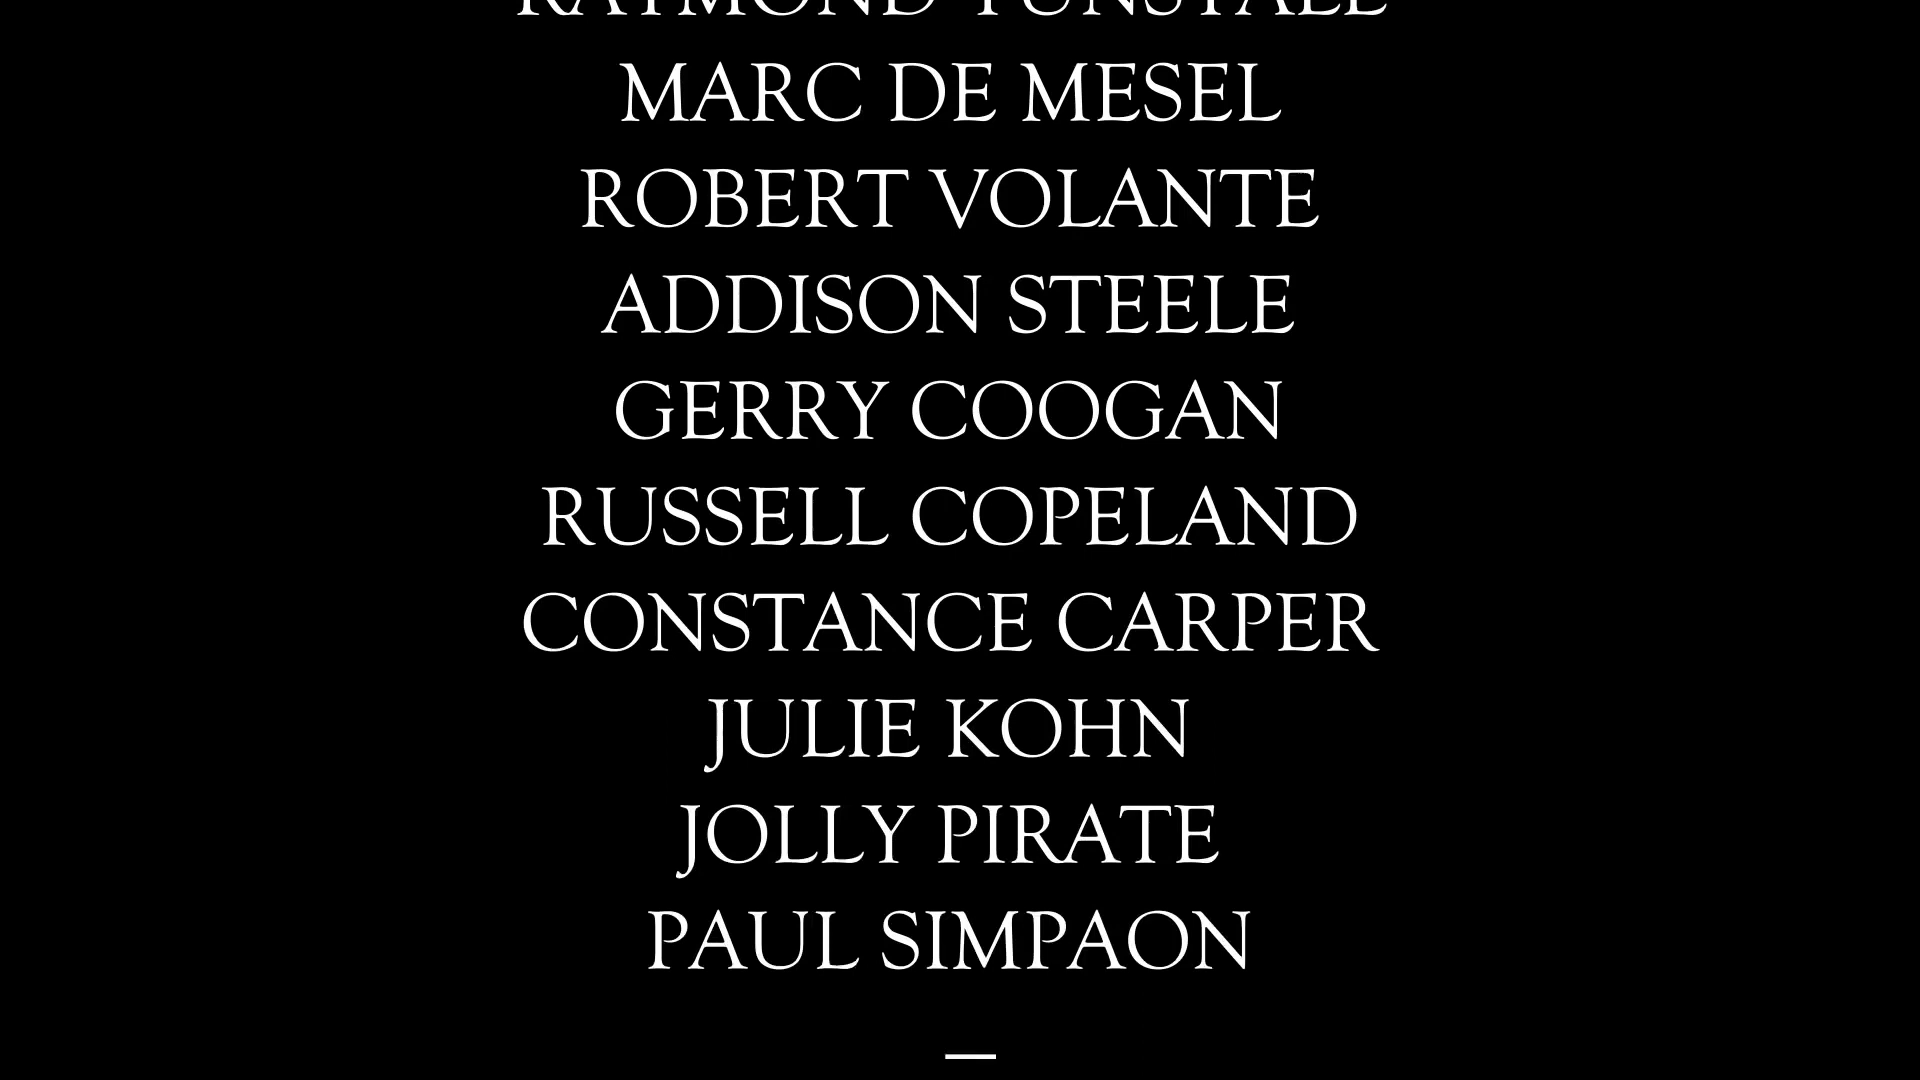 RAYMOND TUNSTALL
MARC DE MESEL
ROBERT VOLANTE
ADDISON STEELE
GERRY COOGAN
RUSSELL COPELAND
CONSTANCE CARPER
JULIE KOHN
JOLLY PIRATE
PAUL SIMPAON
—